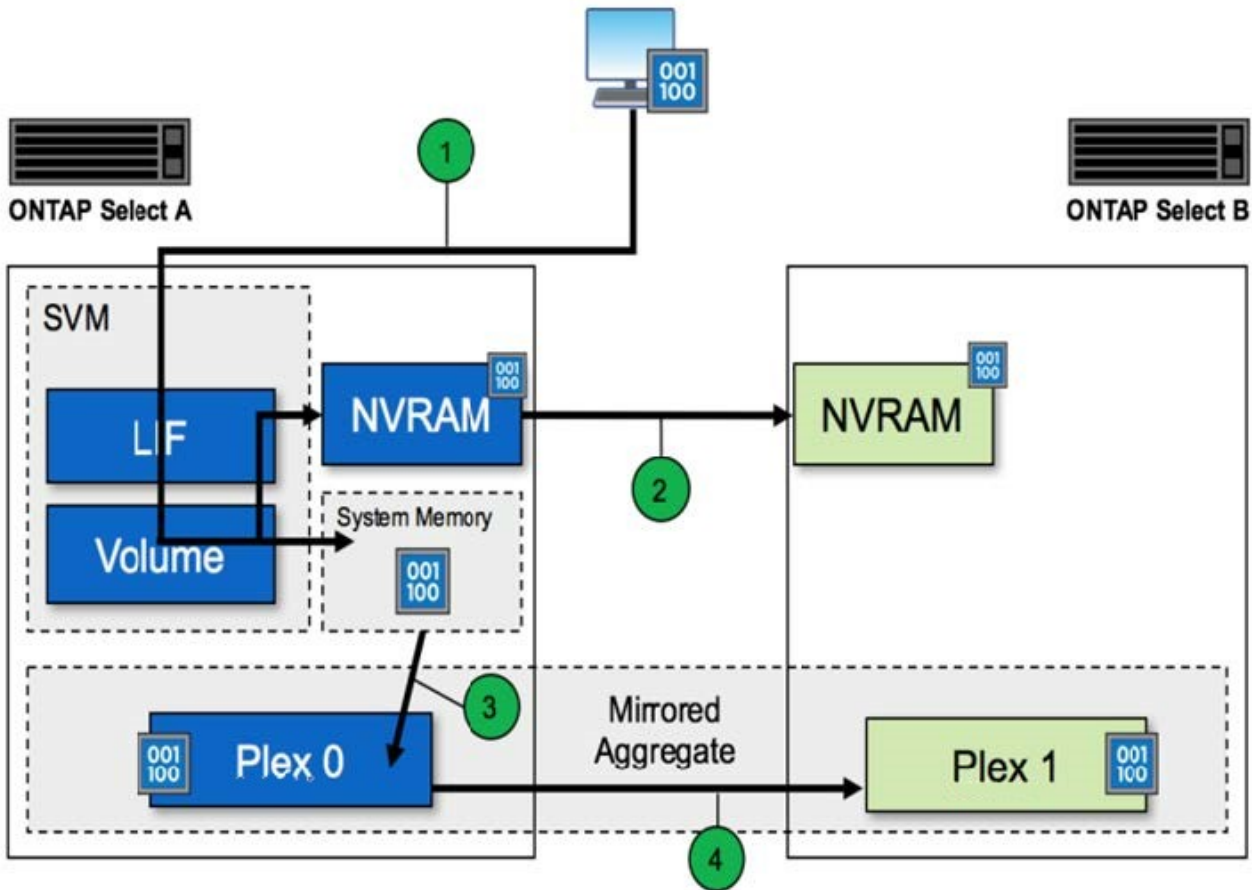 001
100
1
ONTAP Select A
ONTAP Select B
SVM
LIF
Volume
NVRAM
001
100
2
NVRAM
001
100
System Memory
001
100
3
Mirrored
Aggregate
001
100
Plex 0
Plex 1
001
100
4